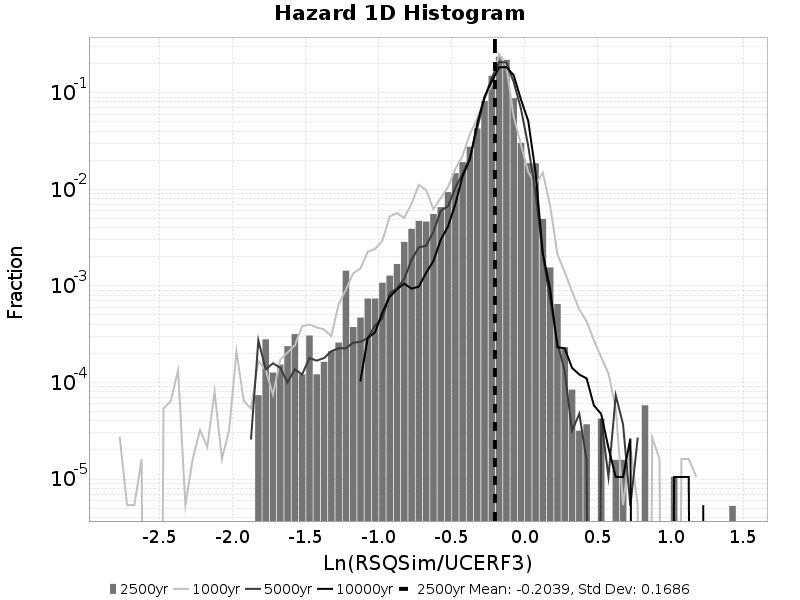 Hazard 1D Histogram
10-1
10-2
10-3
10-4
10-5
Fraction
-2.5 -2.0 -1.5 -1.0 -0.5 0.0 0.5 1.0 1.5
Ln(RSQSim/UCERF3)
2500yr 1000yr 5000yr 10000yr 2500yr Mean: -0.2039, Std Dev: 0.1686